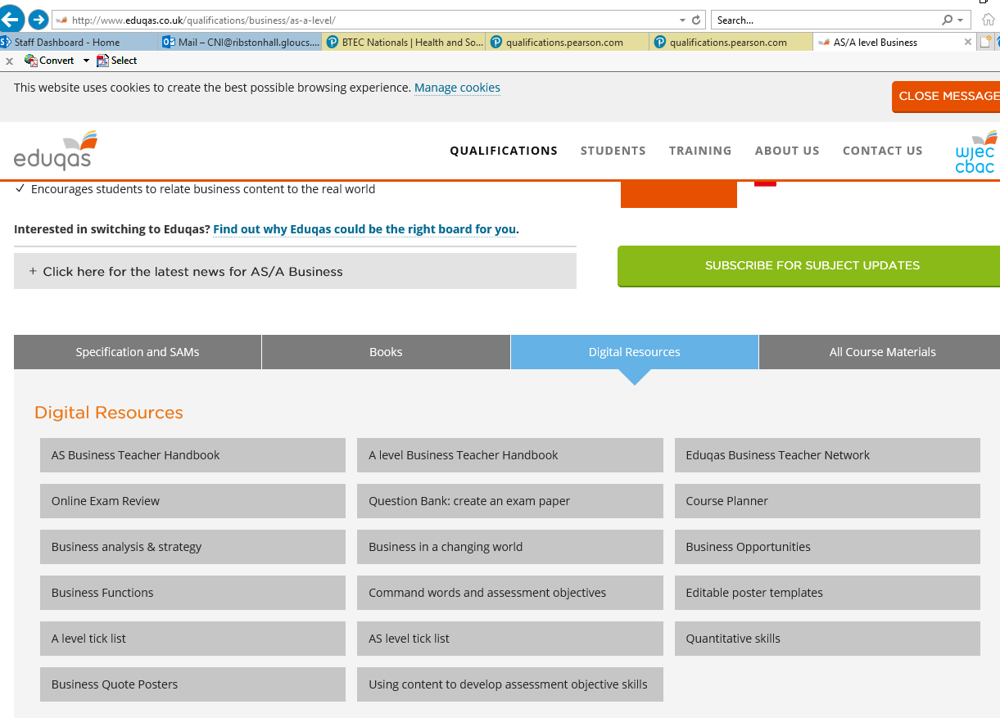 http://www.eduqas.co.uk/qualifications/business/as-a-level/
Search...
Staff Dashboard - Home
Mail – CNI@ribstonhall.gloucs....
BTEC Nationals | Health and So...
qualifications.pearson.com
qualifications.pearson.com
AS/A level Business
x Convert Select
This website uses cookies to create the best possible browsing experience. Manage cookies
CLOSE MESSAGE
eduqas
QUALIFICATIONS STUDENTS TRAINING ABOUT US CONTACT US
wjec
cbac
Encourages students to relate business content to the real world
Interested in switching to Eduqas? Find out why Eduqas could be the right board for you.
+ Click here for the latest news for AS/A Business
SUBSCRIBE FOR SUBJECT UPDATES
Specification and SAMs Books Digital Resources All Course Materials
Digital Resources
AS Business Teacher Handbook A level Business Teacher Handbook Eduqas Business Teacher Network
Online Exam Review Question Bank: create an exam paper Course Planner
Business analysis & strategy Business in a changing world Business Opportunities
Business Functions Command words and assessment objectives Editable poster templates
A level tick list AS level tick list Quantitative skills
Business Quote Posters Using content to develop assessment objective skills